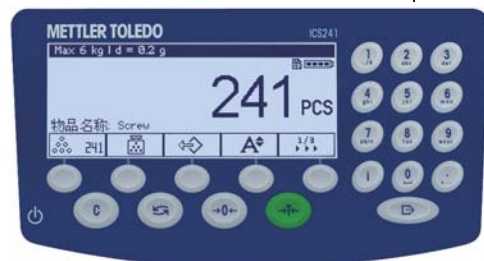 METTLER TOLEDO ICS241
Max 6 kg | d = 0.2 g
241 PCS
物品名称: Screw
241 A 1/3
1 2 abc 3 def
4 ghi 5 jkl 6 mno
7 pqrs 8 tuv 9 wxyz
0 .
C →0← →T←